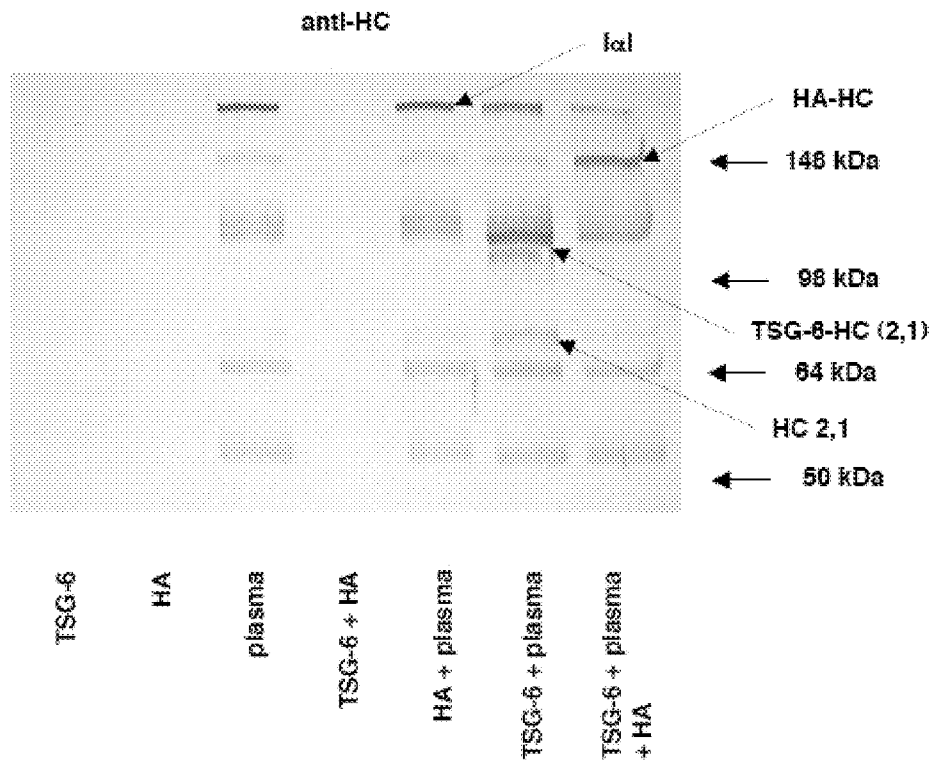 anti-HC
IαI
HA-HC
148 kDa
98 kDa
TSG-6-HC (2,1)
64 kDa
HC 2,1
50 kDa
TSG-6
HA
plasma
TSG-6 + HA
HA + plasma
TSG-6 + plasma
TSG-6 + plasma
+ HA